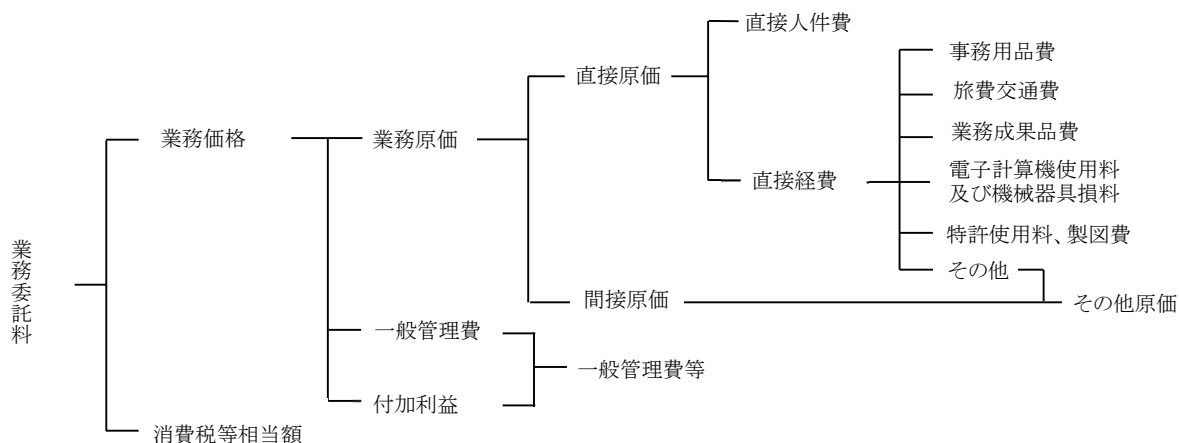 業務委託料
業務価格
消費税等相当額
業務原価
一般管理費
付加利益
一般管理費等
直接原価
間接原価
直接人件費
直接経費
事務用品費
旅費交通費
業務成果品費
電子計算機使用料
及び機械器具損料
特許使用料、製図費
その他
その他原価